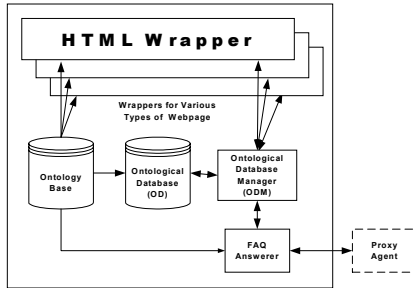 HTML Wrapper
Wrappers for Various
Types of Webpage
Ontology
Base
Ontological
Database
(OD)
Ontological
Database
Manager
(ODM)
FAQ
Answerer
Proxy
Agent